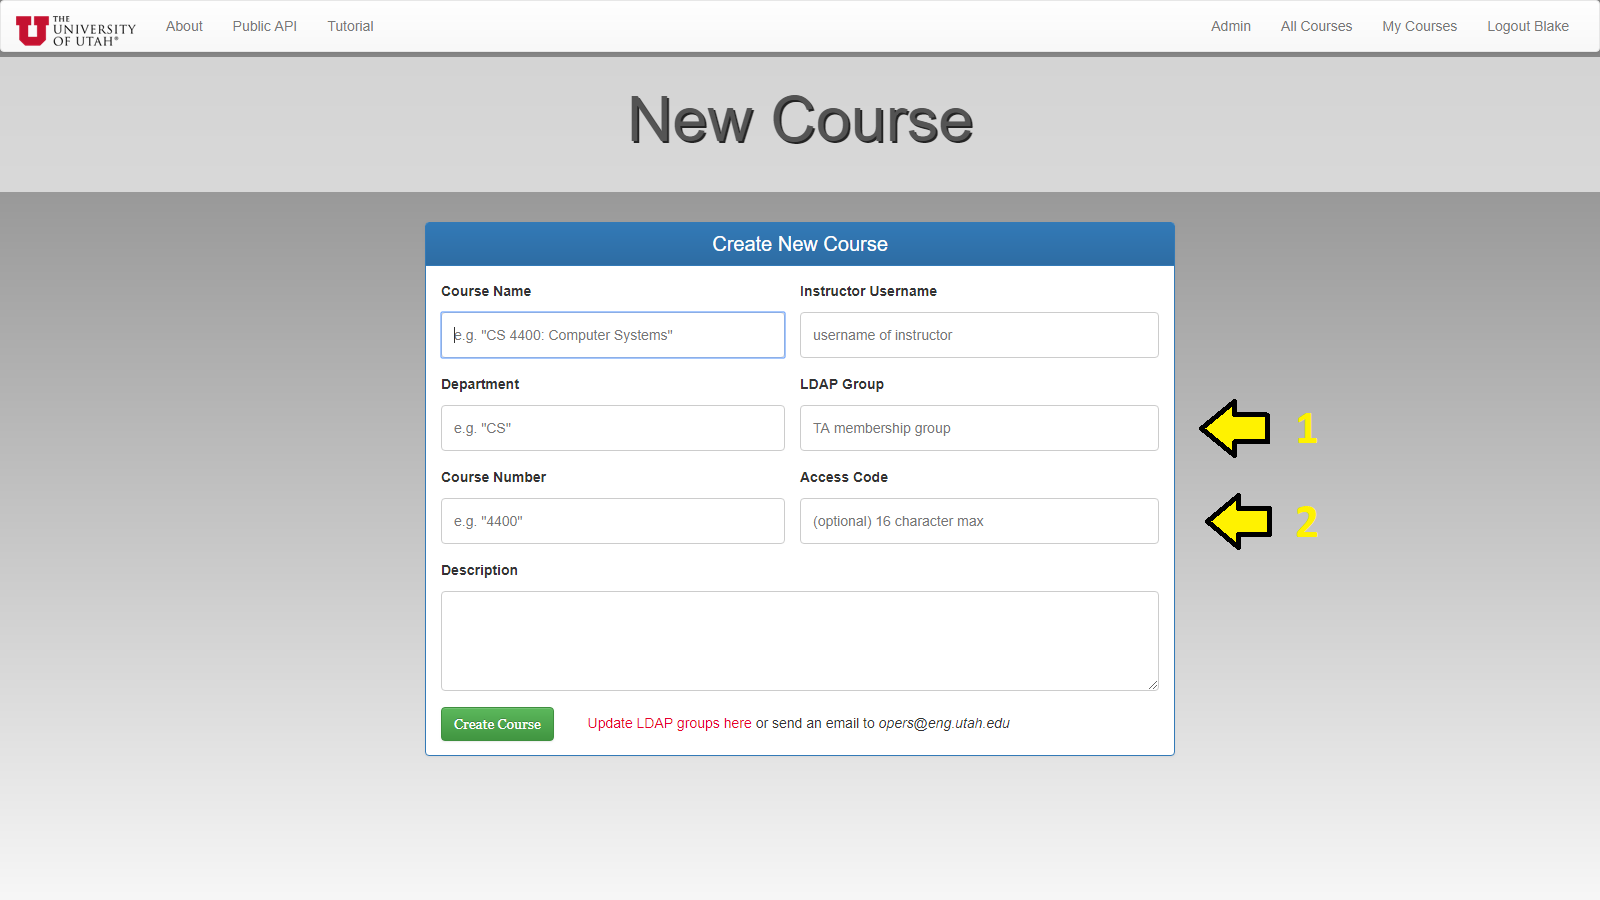 THE
UNIVERSITY
OF UTAH®
About Public API Tutorial Admin All Courses My Courses Logout Blake
New Course
Create New Course
Course Name Instructor Username
e.g. "CS 4400: Computer Systems" username of instructor
Department LDAP Group
e.g. "CS" TA membership group 1
Course Number Access Code
e.g. "4400" (optional) 16 character max 2
Description
Create Course Update LDAP groups here or send an email to opers@eng.utah.edu